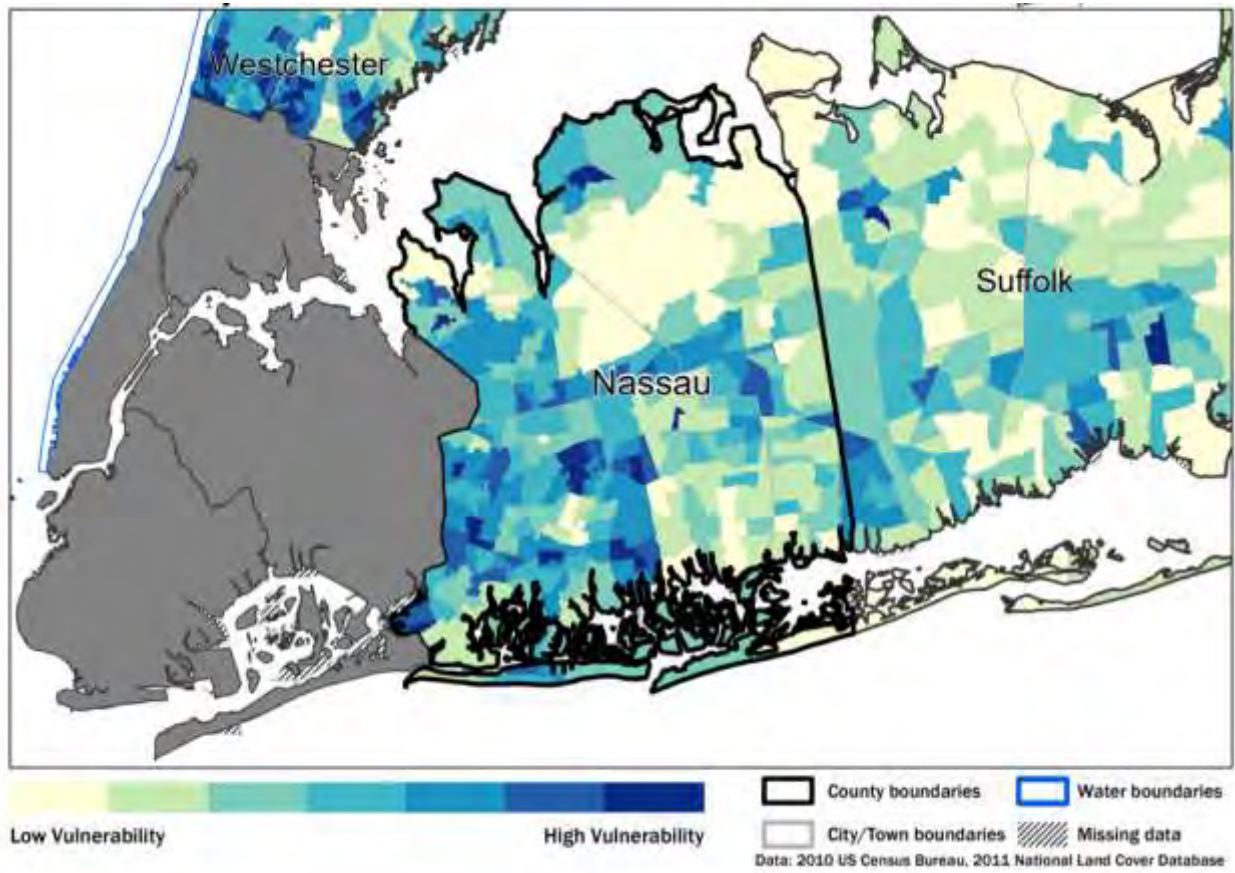 Westchester
Suffolk
Nassau
Low Vulnerability
High Vulnerability
County boundaries
Water boundaries
City/Town boundaries
Missing data
Data: 2010 US Census Bureau, 2011 National Land Cover Database